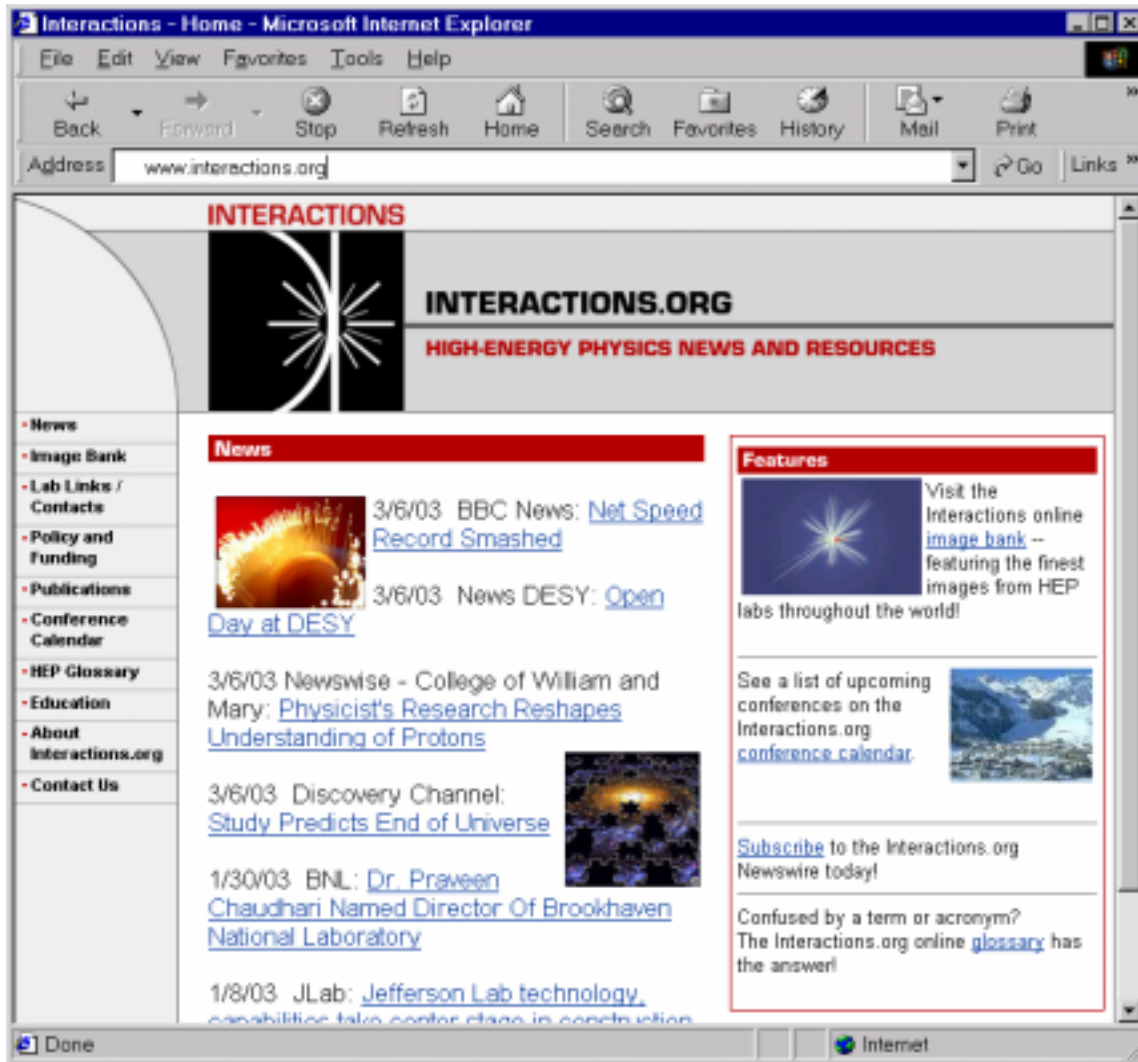 Interactions - Home - Microsoft Internet Explorer
File Edit View Favorites Tools Help
Back Forward Stop Refresh Home Search Favorites History Mail Print
Address www.interactions.org Go Links
INTERACTIONS
INTERACTIONS.ORG
HIGH-ENERGY PHYSICS NEWS AND RESOURCES
News
Image Bank
Lab Links /
Contacts
Policy and
Funding
Publications
Conference
Calendar
HEP Glossary
Education
About
Interactions.org
Contact Us
News
3/6/03 BBC News: Net Speed
Record Smashed
3/6/03 News DESY: Open
Day at DESY
3/6/03 Newswise - College of William and
Mary: Physicist's Research Reshapes
Understanding of Protons
3/6/03 Discovery Channel:
Study Predicts End of Universe
1/30/03 BNL: Dr. Praveen
Chaudhari Named Director Of Brookhaven
National Laboratory
1/8/03 JLab: Jefferson Lab technology,
capabilities take center stage in construction
Features
Visit the
Interactions online
image bank --
featuring the finest
images from HEP
labs throughout the world!
See a list of upcoming
conferences on the
Interactions.org
conference calendar.
Subscribe to the Interactions.org
Newswire today!
Confused by a term or acronym?
The Interactions.org online glossary has
the answer!
Done Internet